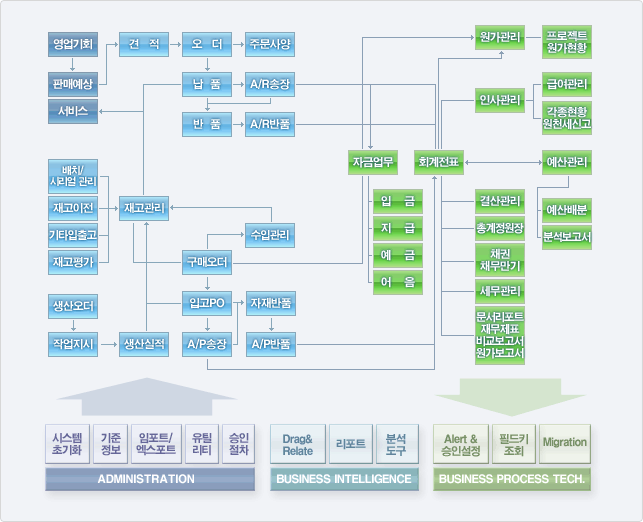 영업기회
견 적
오 더
주문사양
원가관리
프로젝트
원가현황
판매예상
납 품
A/R송장
급여관리
인사관리
서비스
반 품
A/R반품
각종현황
원천세신고
자금업무
회계전표
예산관리
배치/
시리얼 관리
재고이전
재고관리
기타입출고
수입관리
재고평가
구매오더
입 금
지 급
예 금
어 음
결산관리
총계정원장
채권
채무만기
세무관리
예산배분
분석보고서
생산오더
입고PO
자재반품
문서리포트
재무제표
비교보고서
원가보고서
작업지시
생산실적
A/P송장
A/P반품
시스템
초기화
기준
정보
임포트/
엑스포트
유틸
리티
승인
절차
ADMINISTRATION
Drag&
Relate
리포트
분석
도구
BUSINESS INTELLIGENCE
Alert &
승인설정
필드키
조회
Migration
BUSINESS PROCESS TECH.